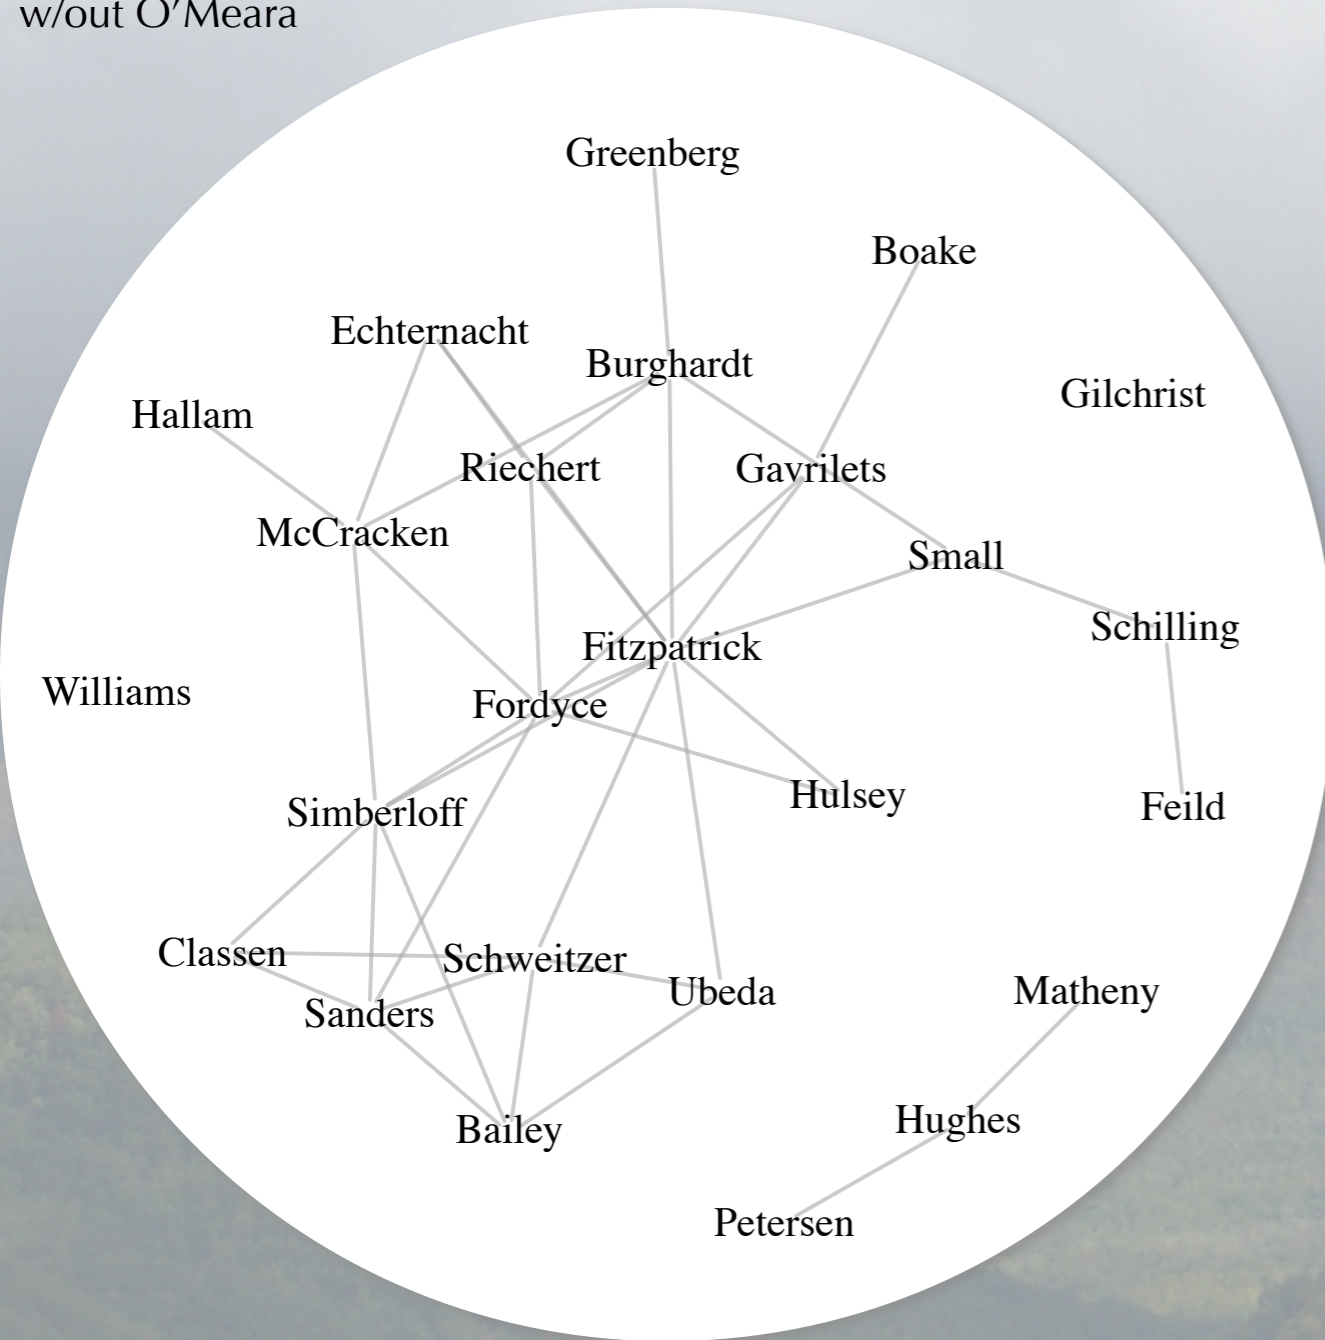 w/out O’Meara
Greenberg
Boake
Echternacht
Burghardt
Gilchrist
Hallam
Riechert
Gavrilets
McCracken
Small
Schilling
Fitzpatrick
Williams
Fordyce
Hulsey
Feild
Simberloff
Classen
Schweitzer
Ubeda
Matheny
Sanders
Hughes
Bailey
Petersen